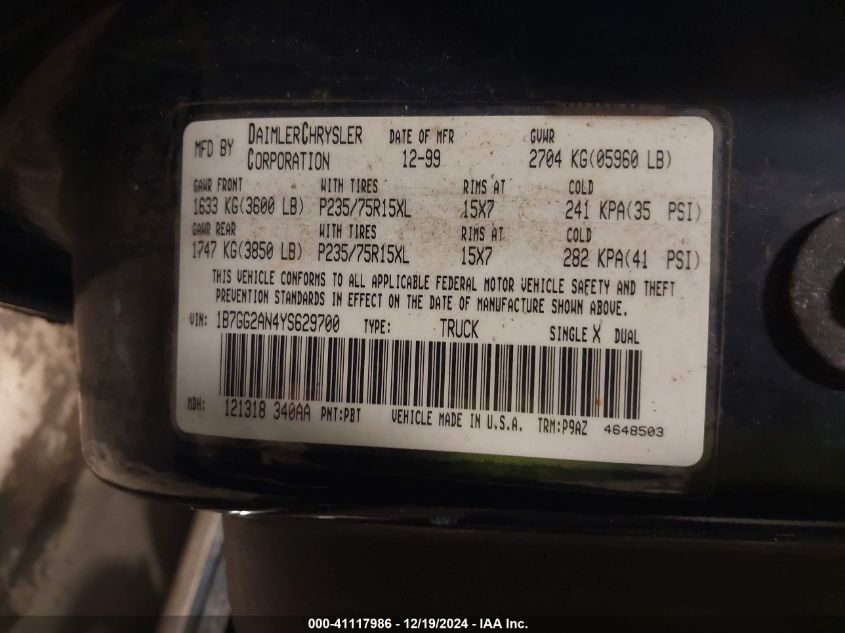 MFD BY DAIMLERCHRYSLER CORPORATION DATE OF MFR 12-99 GVWR 2704 KG(05960 LB)
GAWR FRONT WITH TIRES RIMS AT COLD
1633 KG(3600 LB) P235/75R15XL 15X7 241 KPA(35 PSI)
GAWR REAR WITH TIRES RIMS AT COLD
1747 KG(3850 LB) P235/75R15XL 15X7 282 KPA(41 PSI)
THIS VEHICLE CONFORMS TO ALL APPLICABLE FEDERAL MOTOR VEHICLE SAFETY AND THEFT
PREVENTION STANDARDS IN EFFECT ON THE DATE OF MANUFACTURE SHOWN ABOVE.
VIN: 1B7GG2AN4YS629700 TYPE: TRUCK SINGLE X DUAL
MDH: 121318 340AA PNT:PBT VEHICLE MADE IN U.S.A. TRM:P9AZ 4648503
000-41117986 - 12/19/2024 - IAA Inc.